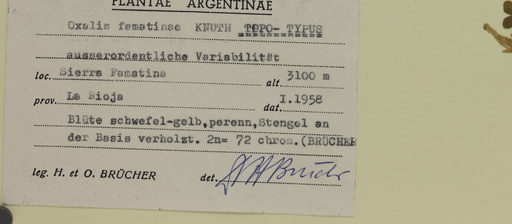 PLANTAE ARGENTINAE
Oxalis famatinae KNUTH TOPO-TYPUS
ausserordentliche Variabilität
loc. Sierra Famatina alt. 3100 m
prov. La Rioja dat. I.1958
Blüte schwefel-gelb,perenn,Stengel an
der Basis verholzt. 2n= 72 chrom.(BRÜCHER
leg. H. et O. BRÜCHER det. H Brücher